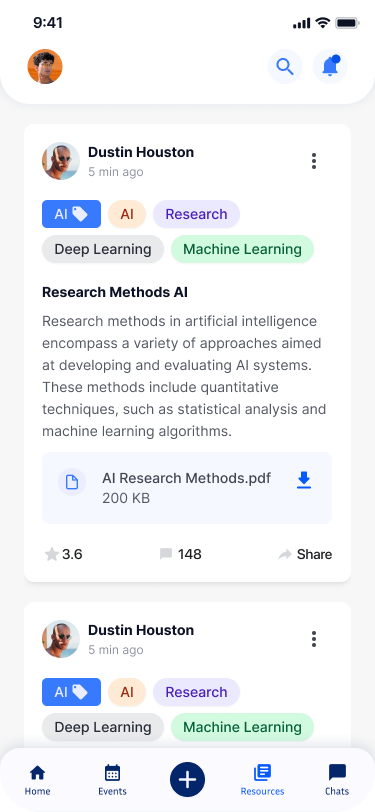 9:41
Dustin Houston
5 min ago
AI AI Research
Deep Learning Machine Learning
Research Methods AI
Research methods in artificial intelligence
encompass a variety of approaches aimed
at developing and evaluating AI systems.
These methods include quantitative
techniques, such as statistical analysis and
machine learning algorithms.
AI Research Methods.pdf
200 KB
3.6 148 Share
Dustin Houston
5 min ago
AI AI Research
Deep Learning Machine Learning
Home Events Resources Chats